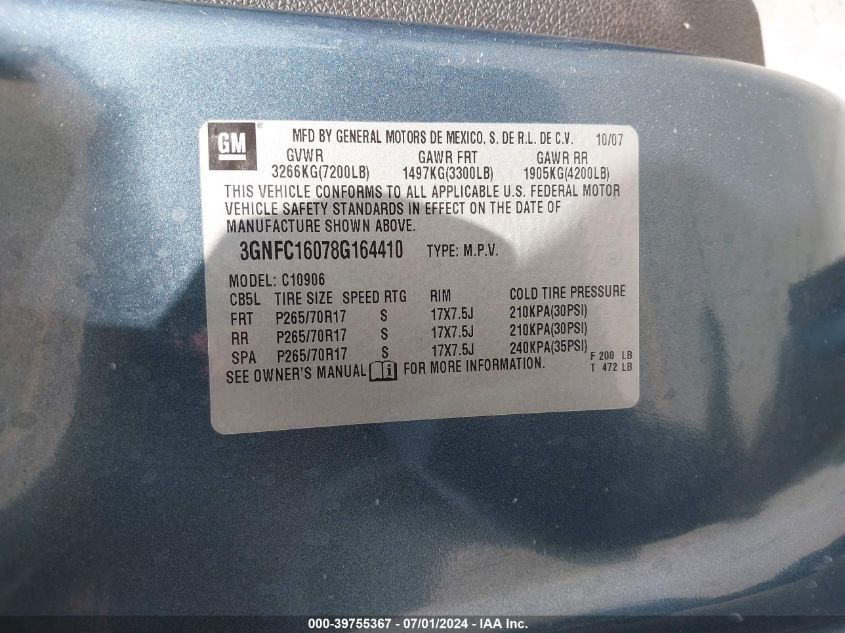 GM ® MFD BY GENERAL MOTORS DE MEXICO, S. DE R.L. DE C.V. 10/07
GVWR GAWR FRT GAWR RR
3266KG(7200LB) 1497KG(3300LB) 1905KG(4200LB)
THIS VEHICLE CONFORMS TO ALL APPLICABLE U.S. FEDERAL MOTOR
VEHICLE SAFETY STANDARDS IN EFFECT ON THE DATE OF
MANUFACTURE SHOWN ABOVE.
3GNFC16078G164410 TYPE: M.P.V.
MODEL: C10906
CB5L TIRE SIZE SPEED RTG RIM COLD TIRE PRESSURE
FRT P265/70R17 S 17X7.5J 210KPA(30PSI)
RR P265/70R17 S 17X7.5J 210KPA(30PSI)
SPA P265/70R17 S 17X7.5J 240KPA(35PSI)
F 200 LB
SEE OWNER'S MANUAL FOR MORE INFORMATION.
T 472 LB
000-39755367 - 07/01/2024 - IAA Inc.